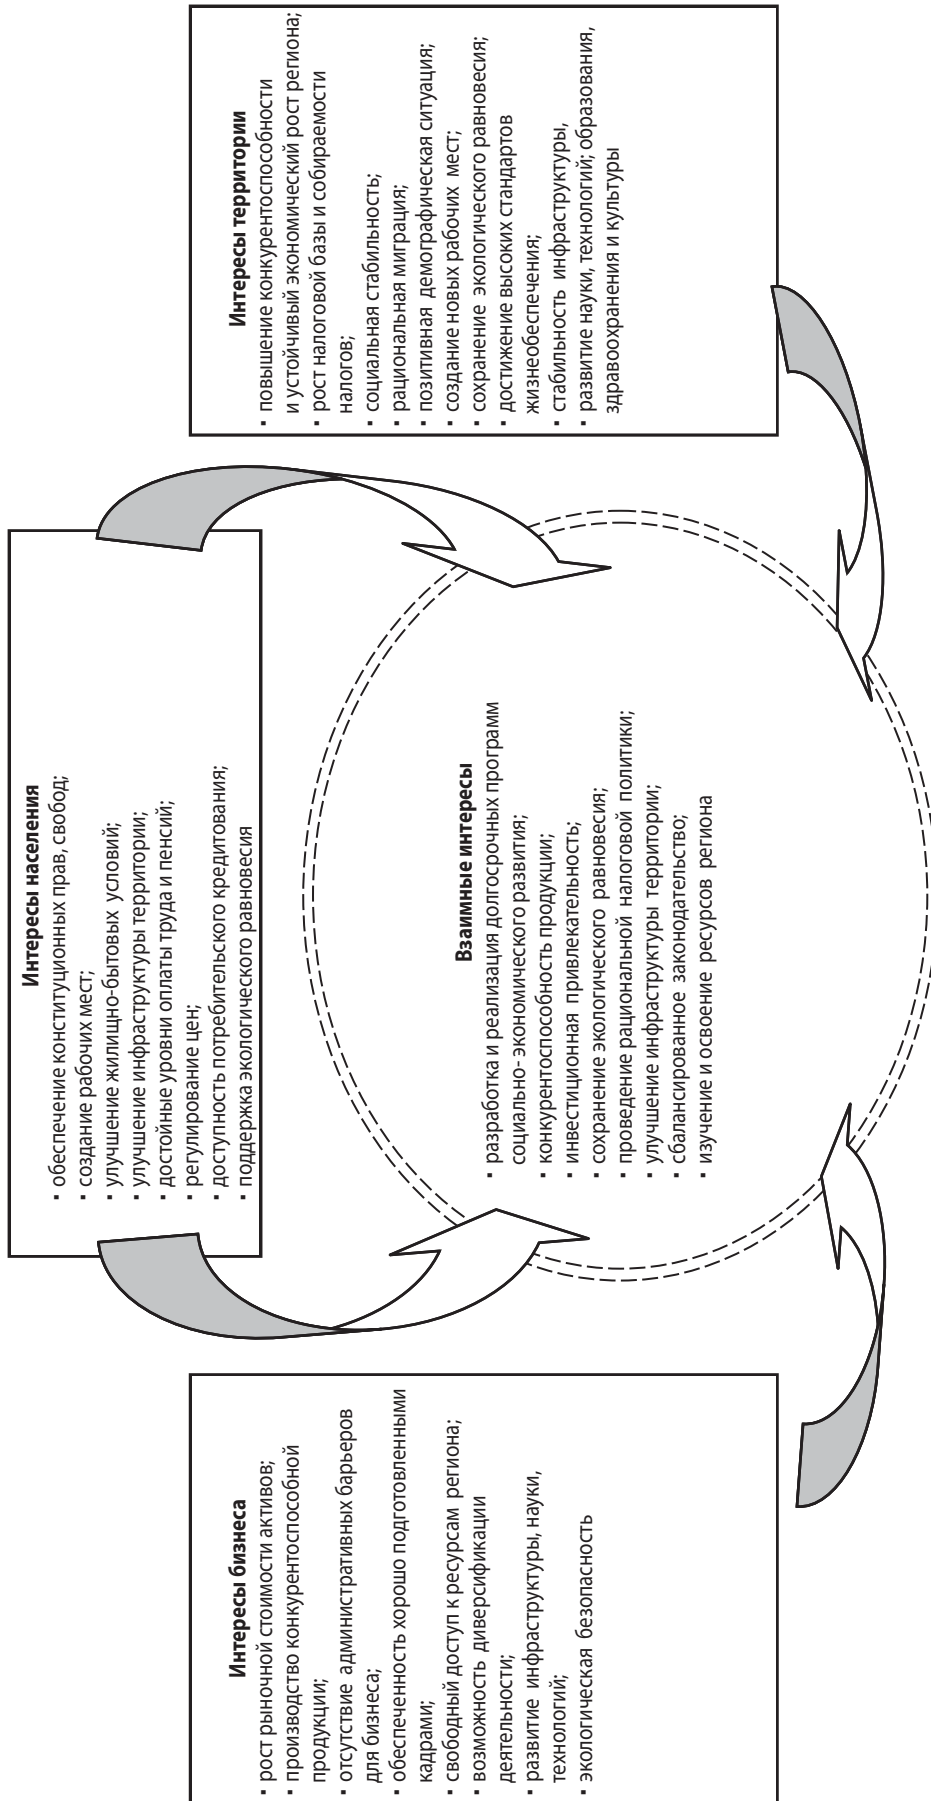 Интересы населения
▪ обеспечение конституционных прав, свобод;
▪ создание рабочих мест;
▪ улучшение жилищно-бытовых условий;
▪ улучшение инфраструктуры территории;
▪ достойные уровни оплаты труда и пенсий;
▪ регулирование цен;
▪ доступность потребительского кредитования;
▪ поддержка экологического равновесия
Интересы бизнеса
▪ рост рыночной стоимости активов;
▪ производство конкурентоспособной
продукции;
▪ отсутствие административных барьеров
для бизнеса;
▪ обеспеченность хорошо подготовленными
кадрами;
▪ свободный доступ к ресурсам региона;
▪ возможность диверсификации
деятельности;
▪ развитие инфраструктуры, науки,
технологий;
▪ экологическая безопасность
Взаимные интересы
▪ разработка и реализация долгосрочных программ
социально- экономического развития;
▪ конкурентоспособность продукции;
▪ инвестиционная привлекательность;
▪ сохранение экологического равновесия;
▪ проведение рациональной налоговой политики;
▪ улучшение инфраструктуры территории;
▪ сбалансированное законодательство;
▪ изучение и освоение ресурсов региона
Интересы территории
▪ повышение конкурентоспособности
и устойчивый экономический рост региона;
▪ рост налоговой базы и собираемости
налогов;
▪ социальная стабильность;
▪ рациональная миграция;
▪ позитивная демографическая ситуация;
▪ создание новых рабочих мест;
▪ сохранение экологического равновесия;
▪ достижение высоких стандартов
жизнеобеспечения;
▪ стабильность инфраструктуры,
▪ развитие науки, технологий; образования,
здравоохранения и культуры